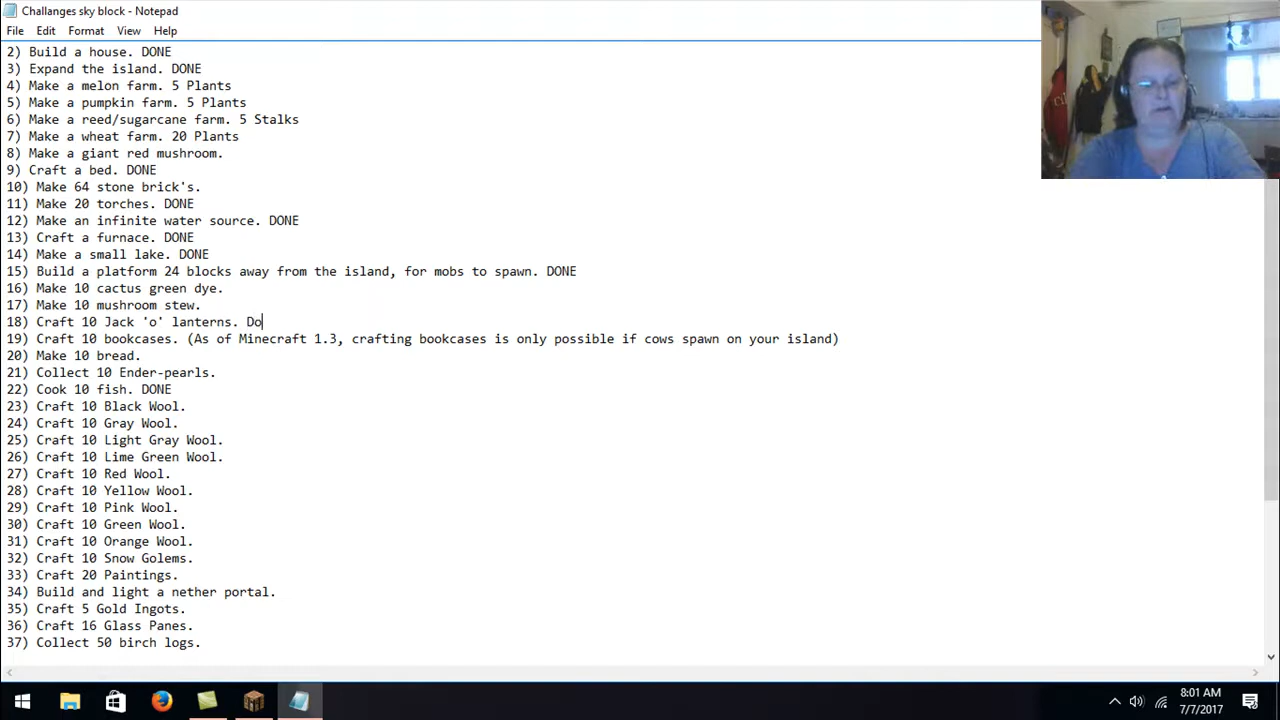 Challanges sky block - Notepad
File Edit Format View Help
2) Build a house. DONE
3) Expand the island. DONE
4) Make a melon farm. 5 Plants
5) Make a pumpkin farm. 5 Plants
6) Make a reed/sugarcane farm. 5 Stalks
7) Make a wheat farm. 20 Plants
8) Make a giant red mushroom.
9) Craft a bed. DONE
10) Make 64 stone brick's.
11) Make 20 torches. DONE
12) Make an infinite water source. DONE
13) Craft a furnace. DONE
14) Make a small lake. DONE
15) Build a platform 24 blocks away from the island, for mobs to spawn. DONE
16) Make 10 cactus green dye.
17) Make 10 mushroom stew.
18) Craft 10 Jack 'o' lanterns. Do
19) Craft 10 bookcases. (As of Minecraft 1.3, crafting bookcases is only possible if cows spawn on your island)
20) Make 10 bread.
21) Collect 10 Ender-pearls.
22) Cook 10 fish. DONE
23) Craft 10 Black Wool.
24) Craft 10 Gray Wool.
25) Craft 10 Light Gray Wool.
26) Craft 10 Lime Green Wool.
27) Craft 10 Red Wool.
28) Craft 10 Yellow Wool.
29) Craft 10 Pink Wool.
30) Craft 10 Green Wool.
31) Craft 10 Orange Wool.
32) Craft 10 Snow Golems.
33) Craft 20 Paintings.
34) Build and light a nether portal.
35) Craft 5 Gold Ingots.
36) Craft 16 Glass Panes.
37) Collect 50 birch logs.
8:01 AM
7/7/2017